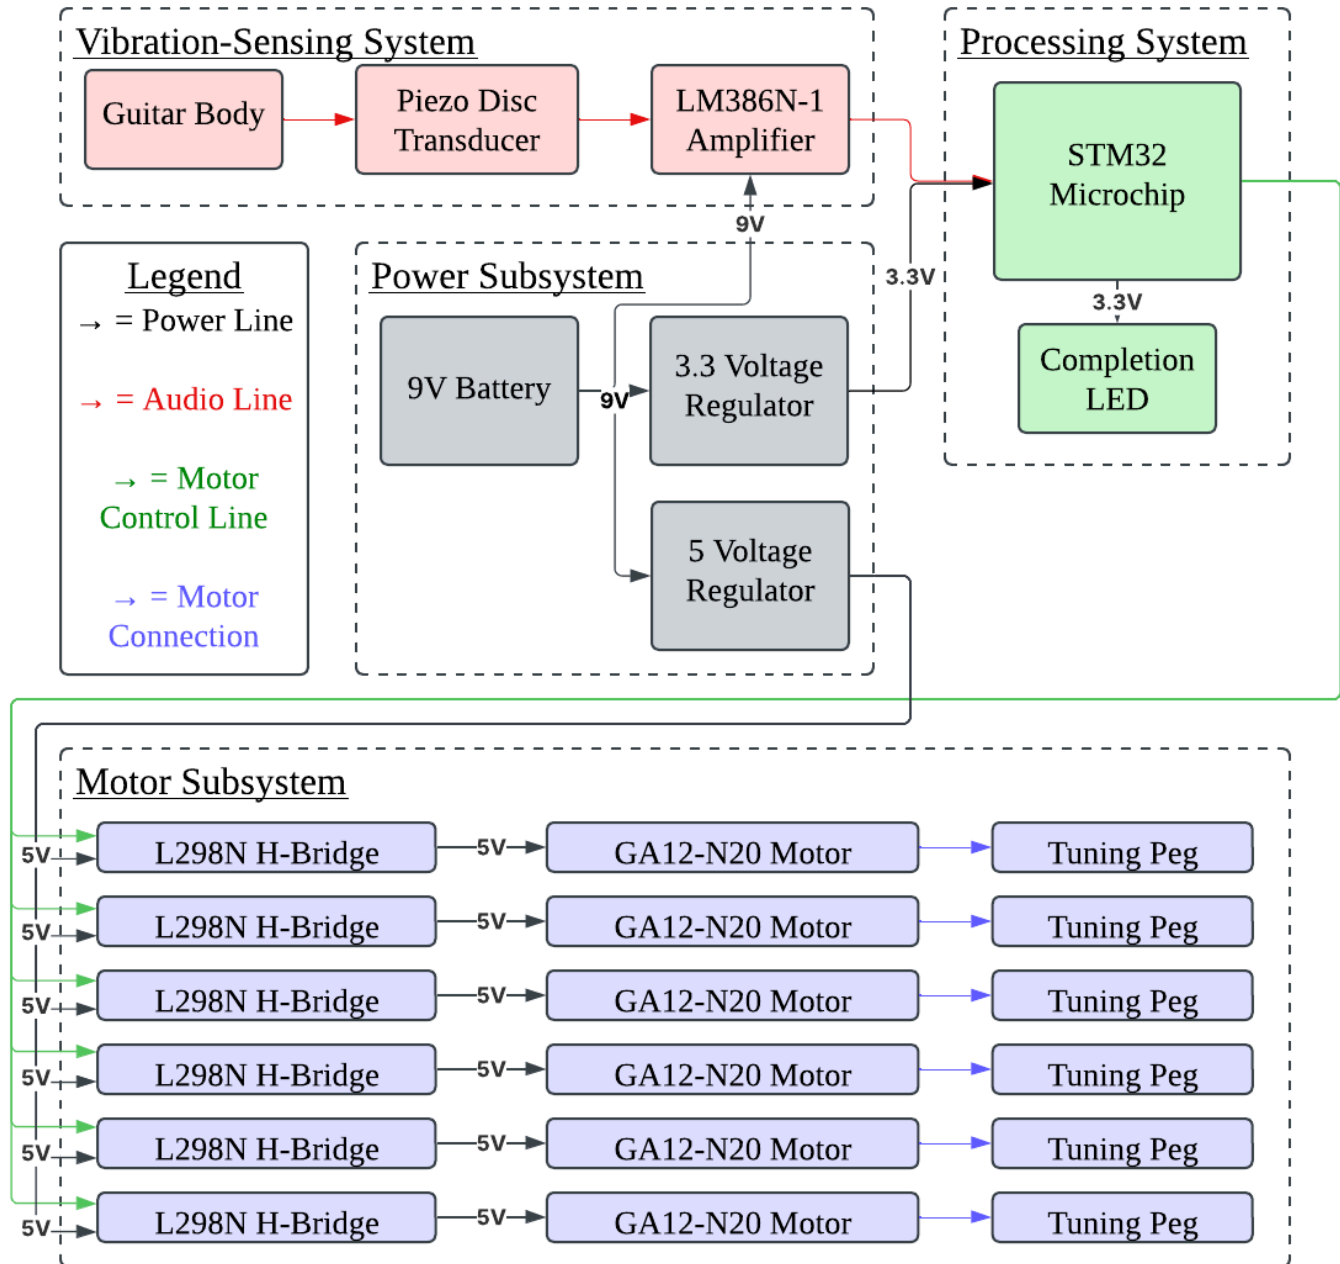 Vibration-Sensing System
Guitar Body
Piezo Disc
Transducer
LM386N-1
Amplifier
9V
Processing System
STM32
Microchip
3.3V
Completion
LED
Legend
→ = Power Line
→ = Audio Line
→ = Motor
Control Line
→ = Motor
Connection
Power Subsystem
9V Battery
9V
3.3 Voltage
Regulator
3.3V
5 Voltage
Regulator
Motor Subsystem
5V L298N H-Bridge 5V GA12-N20 Motor Tuning Peg
5V L298N H-Bridge 5V GA12-N20 Motor Tuning Peg
5V L298N H-Bridge 5V GA12-N20 Motor Tuning Peg
5V L298N H-Bridge 5V GA12-N20 Motor Tuning Peg
5V L298N H-Bridge 5V GA12-N20 Motor Tuning Peg
5V L298N H-Bridge 5V GA12-N20 Motor Tuning Peg